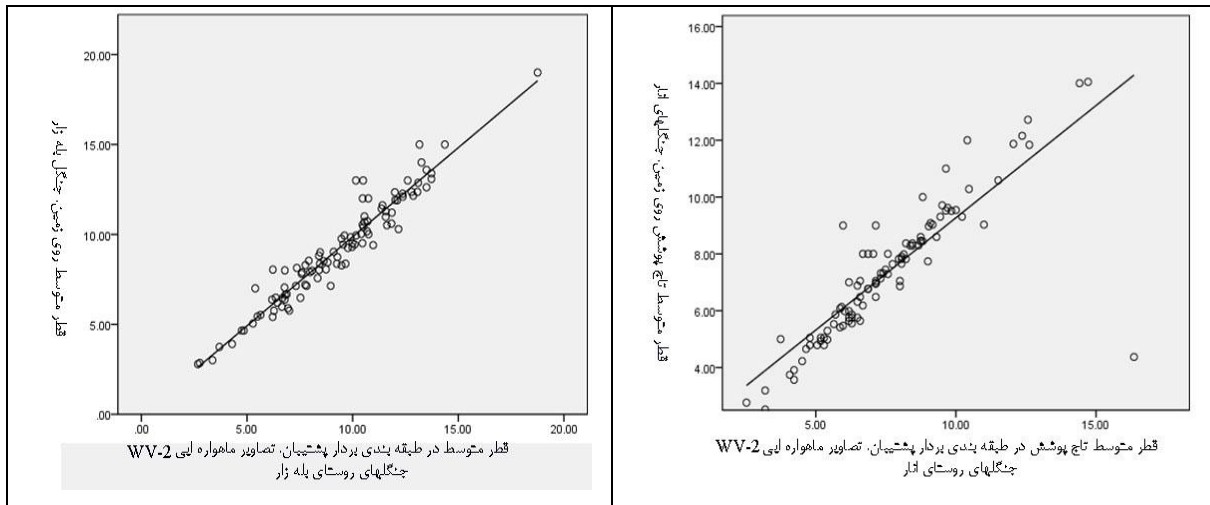 20.00
15.00
10.00
5.00
.00
.00 5.00 10.00 15.00 20.00
قطر متوسط روی زمین. جنگل بله زار
قطر متوسط در طبقه بندی بردار پشتیبان. تصاویر ماهواره ایی WV-2
جنگلهای روستای بله زار
16.00
14.00
12.00
10.00
8.00
6.00
4.00
5.00 10.00 15.00
قطر متوسط تاج پوشش روی زمین. جنگلهای انار
قطر متوسط تاج پوشش در طبقه بندی بردار پشتیبان. تصاویر ماهواره ایی WV-2
جنگلهای روستای انار